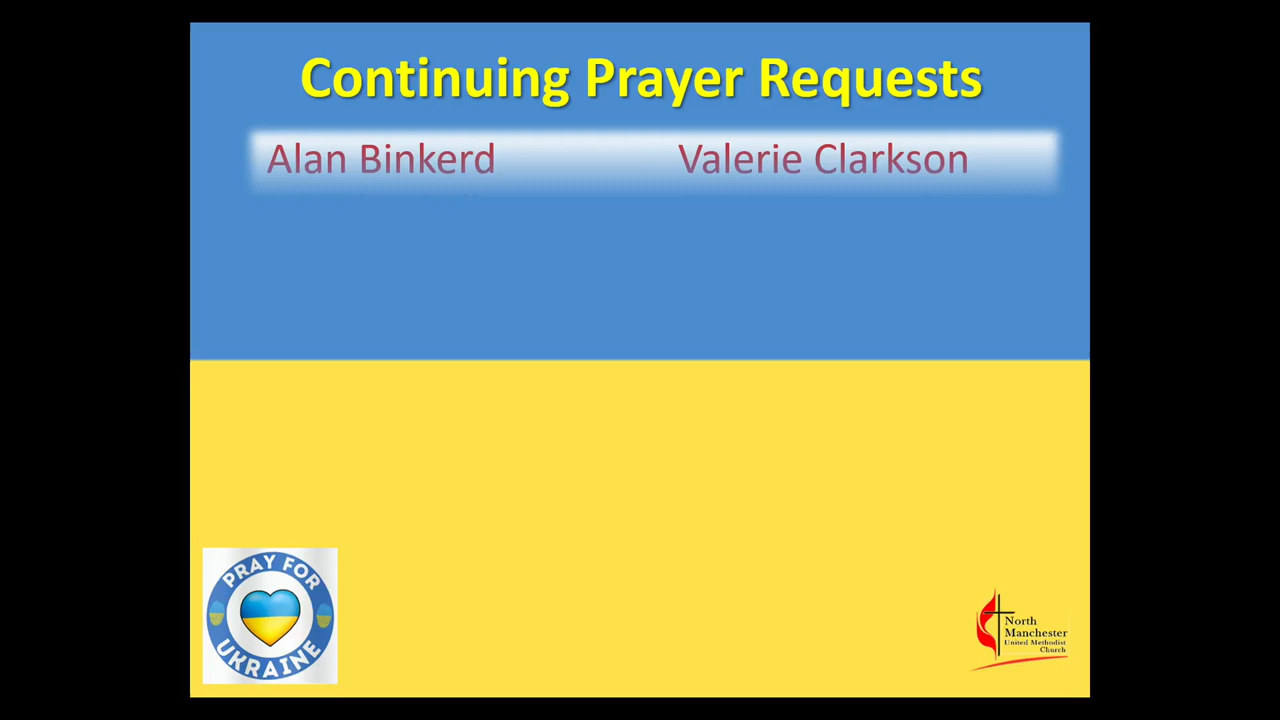 Continuing Prayer Requests
Alan Binkerd Valerie Clarkson
PRAY FOR
UKRAINE
North
Manchester
United Methodist
Church